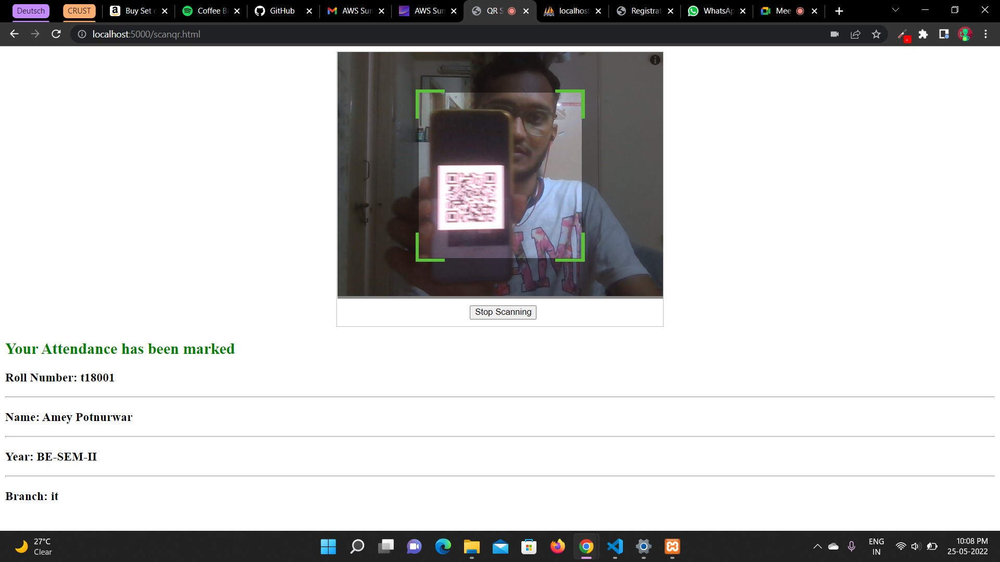 Deutsch
CRUST
Buy Set
Coffee B
GitHub
AWS Sum
AWS Sum
QR S
localhost
Registrat
WhatsAp
Mee
localhost:5000/scanqr.html
Stop Scanning
Your Attendance has been marked
Roll Number: t18001
Name: Amey Potnurwar
Year: BE-SEM-II
Branch: it
27°C
Clear
ENG
IN
10:08 PM
25-05-2022